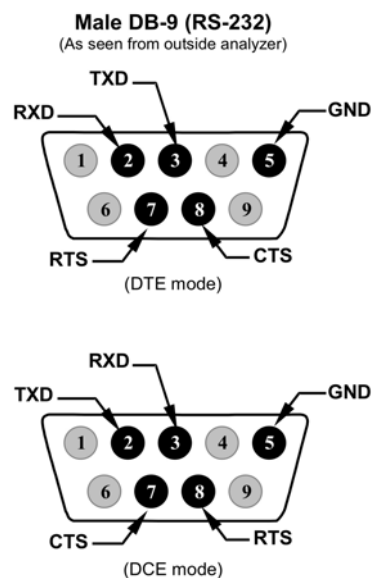 Male DB-9 (RS-232)
(As seen from outside analyzer)
TXD
RXD
GND
1 2 3 4 5
6 7 8 9
RTS
CTS
(DTE mode)
RXD
TXD
GND
1 2 3 4 5
6 7 8 9
CTS
RTS
(DCE mode)